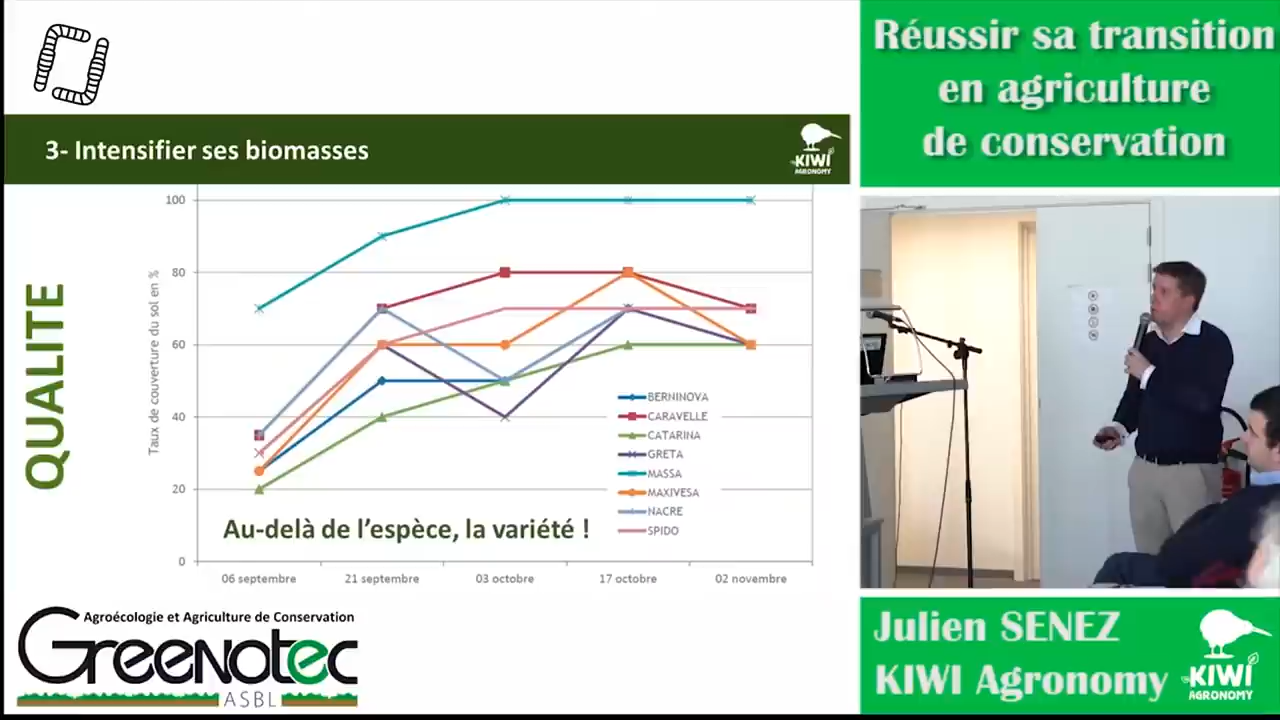 Réussir sa transition
en agriculture
de conservation
3- Intensifier ses biomasses
KIWI
AGRONOMY
QUALITE
Taux de couverture du sol en %
100
80
60
40
20
0
BERNINOVA
CARAVELLE
CATARINA
GRETA
MASSA
MAXIVESA
NACRE
SPIDO
Au-delà de l'espèce, la variété !
06 septembre
21 septembre
03 octobre
17 octobre
02 novembre
Agroécologie et Agriculture de Conservation
Greenotec
ASBL
Julien SENEZ
KIWI Agronomy
KIWI
AGRONOMY